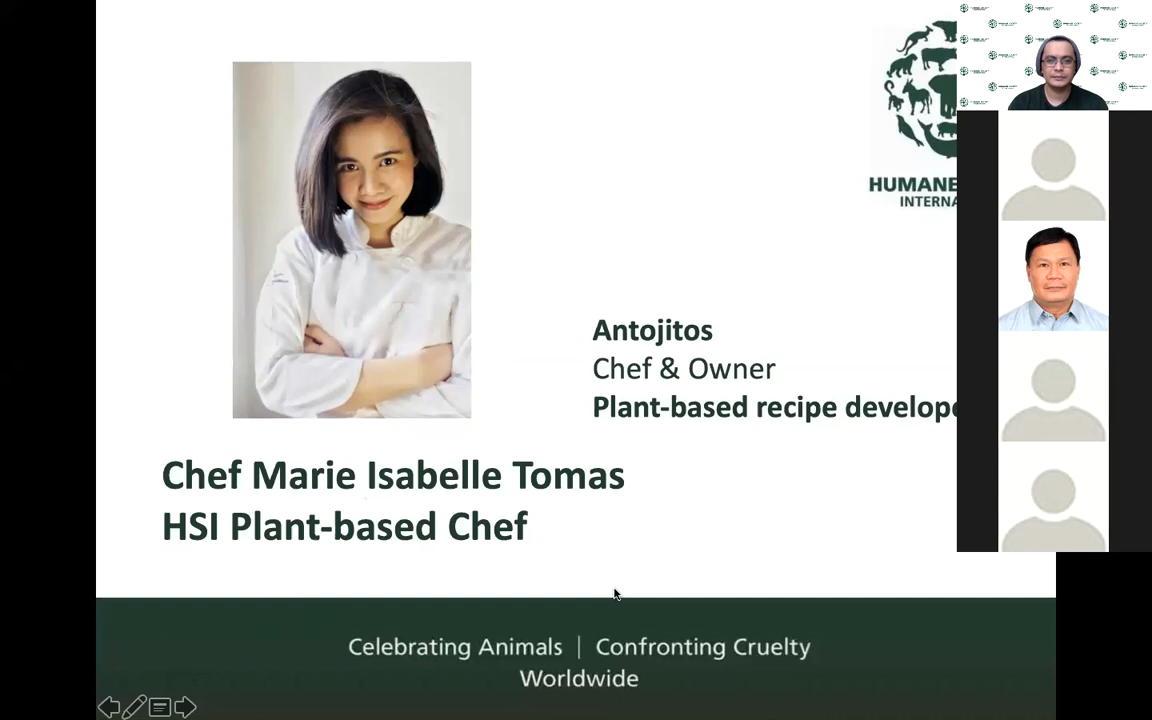 HUMANE
INTERNA
Antojitos
Chef & Owner
Plant-based recipe develope
Chef Marie Isabelle Tomas
HSI Plant-based Chef
Celebrating Animals | Confronting Cruelty
Worldwide